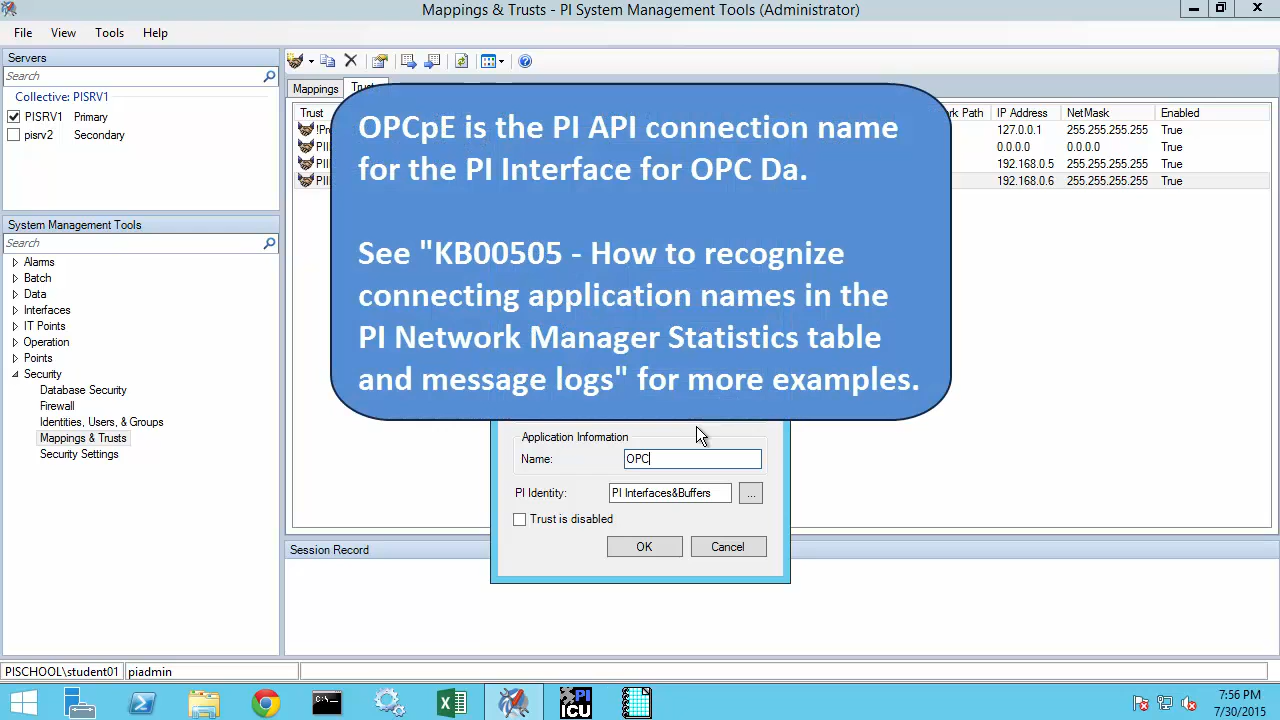 Mappings & Trusts - PI System Management Tools (Administrator)
File View Tools Help
Servers
Search
Collective: PISRV1
PISRV1 Primary
pisrv2 Secondary
System Management Tools
Search
Alarms
Batch
Data
Interfaces
IT Points
Operation
Points
Security
Database Security
Firewall
Identities, Users, & Groups
Mappings & Trusts
Security Settings
Mappings
Trust Path IP Address NetMask Enabled
127.0.0.1 255.255.255.255 True
0.0.0.0 0.0.0.0 True
192.168.0.5 255.255.255.255 True
192.168.0.6 255.255.255.255 True
OPCpE is the PI API connection name
for the PI Interface for OPC Da.
See "KB00505 - How to recognize
connecting application names in the
PI Network Manager Statistics table
and message logs" for more examples.
Application Information
Name: OPC
PI Identity: PI Interfaces&Buffers ...
Trust is disabled
OK Cancel
Session Record
PISCHOOL\student01 piadmin
PI
ICU
7:56 PM
7/30/2015